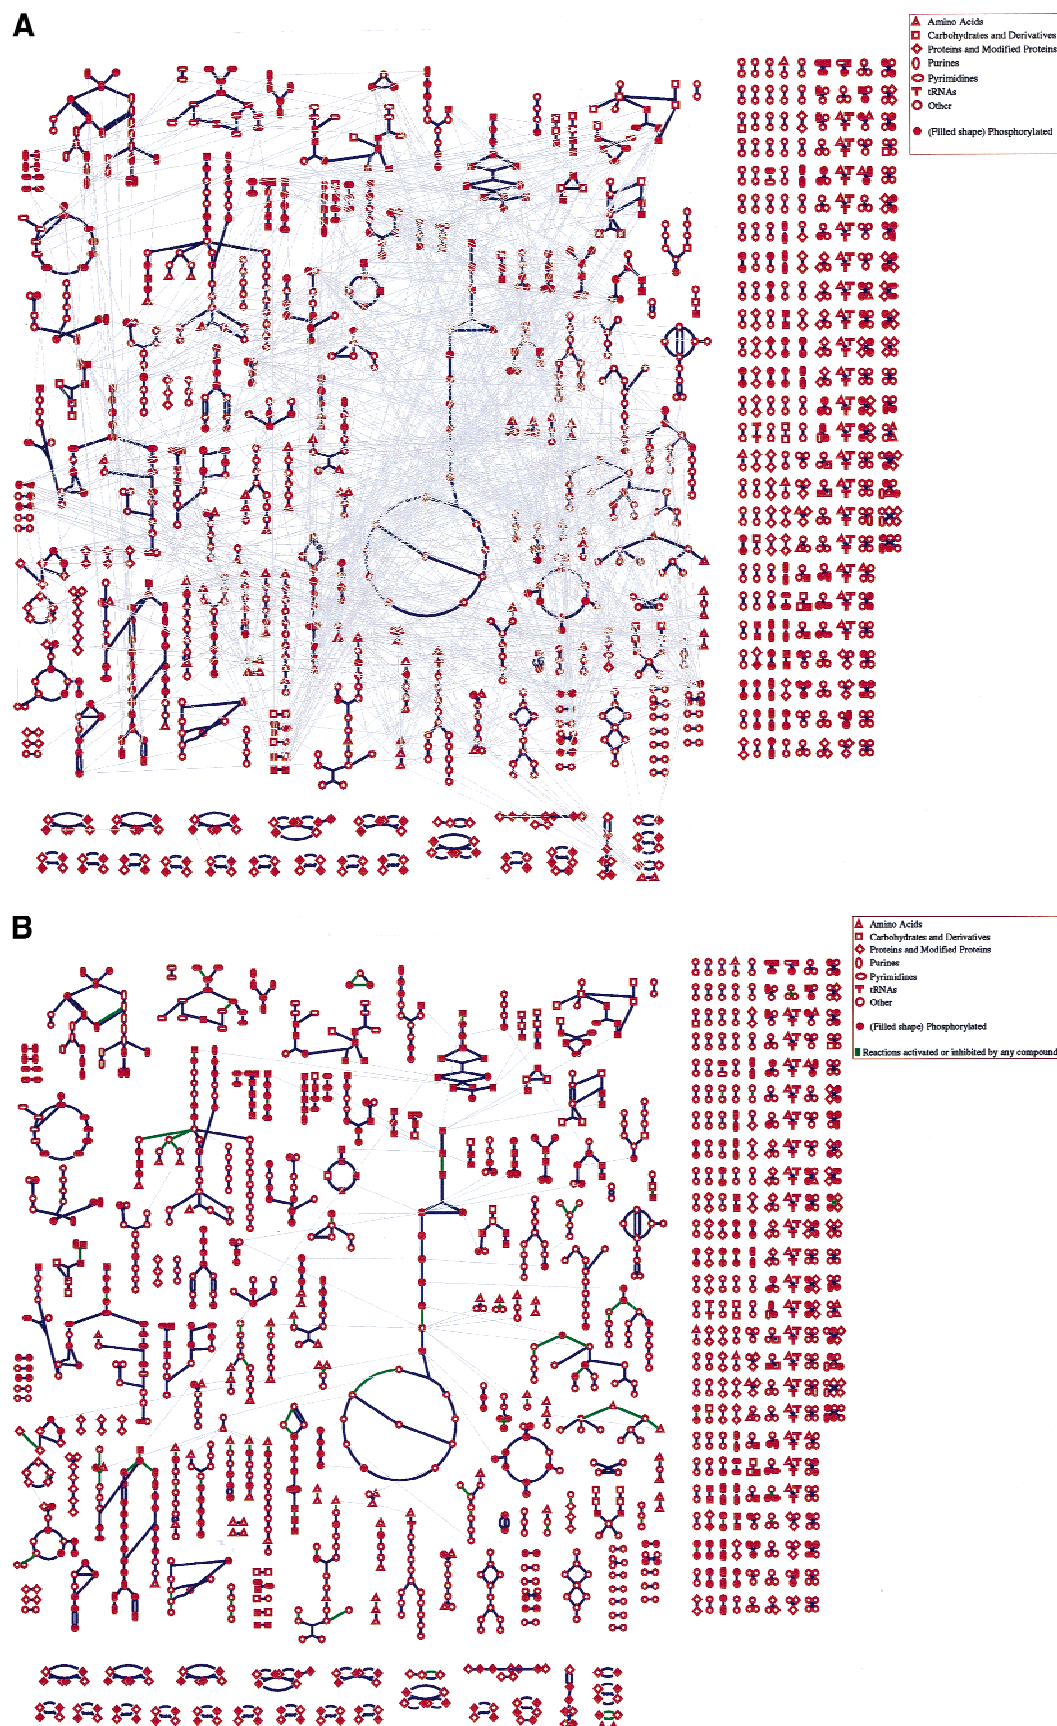 A
Amino Acids
Carbohydrates and Derivatives
Proteins and Modified Proteins
Purines
Pyrimidines
tRNAs
Other
(Filled shape) Phosphorylated
B
Amino Acids
Carbohydrates and Derivatives
Proteins and Modified Proteins
Purines
Pyrimidines
tRNAs
Other
(Filled shape) Phosphorylated
Reactions activated or inhibited by any compound